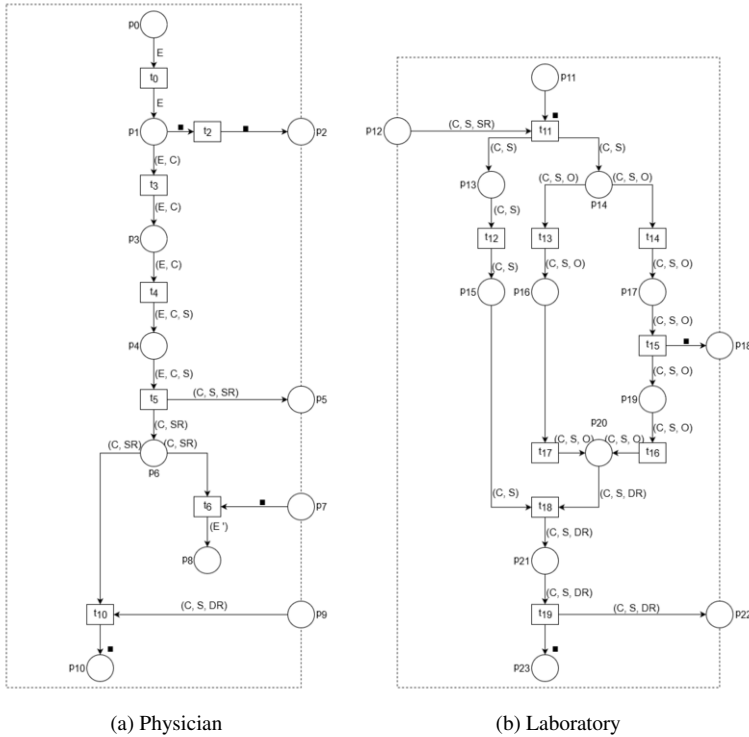 p0
E
t0
E
p1
t2
p2
(E, C)
t3
(E, C)
p3
(E, C)
t4
(E, C, S)
p4
(E, C, S)
t5
(C, S, SR)
p5
(C, SR)
(C, SR)
(C, SR)
p6
t6
p7
(E ')
p8
t10
(C, S, DR)
p9
p10
(a) Physician
p11
p12
(C, S, SR)
t11
(C, S)
(C, S)
p13
(C, S, O)
(C, S, O)
p14
(C, S)
t12
t13
t14
(C, S)
(C, S, O)
(C, S, O)
p15
p16
p17
(C, S, O)
t15
p18
(C, S, O)
p19
(C, S, O)
p20
t17
(C, S, O)
(C, S, O)
t16
(C, S)
(C, S, DR)
t18
(C, S, DR)
p21
(C, S, DR)
t19
(C, S, DR)
p22
p23
(b) Laboratory